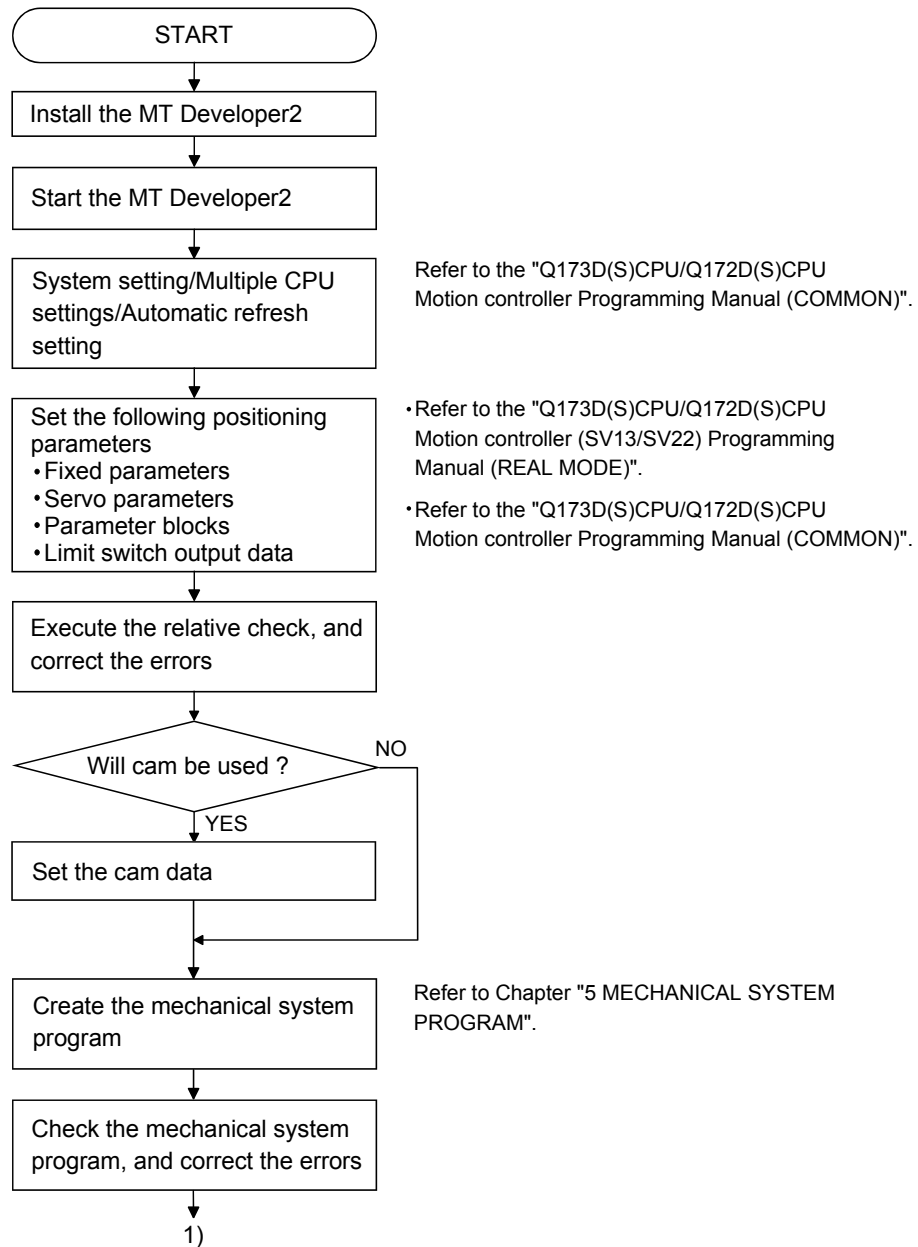 START
Install the MT Developer2
Start the MT Developer2
System setting/Multiple CPU
settings/Automatic refresh
setting
Refer to the "Q173D(S)CPU/Q172D(S)CPU
Motion controller Programming Manual (COMMON)".
Set the following positioning
parameters
•Fixed parameters
•Servo parameters
•Parameter blocks
•Limit switch output data
•Refer to the "Q173D(S)CPU/Q172D(S)CPU
Motion controller (SV13/SV22) Programming
Manual (REAL MODE)".
•Refer to the "Q173D(S)CPU/Q172D(S)CPU
Motion controller Programming Manual (COMMON)".
Execute the relative check, and
correct the errors
Will cam be used ?
NO
YES
Set the cam data
Create the mechanical system
program
Refer to Chapter "5 MECHANICAL SYSTEM
PROGRAM".
Check the mechanical system
program, and correct the errors
1)